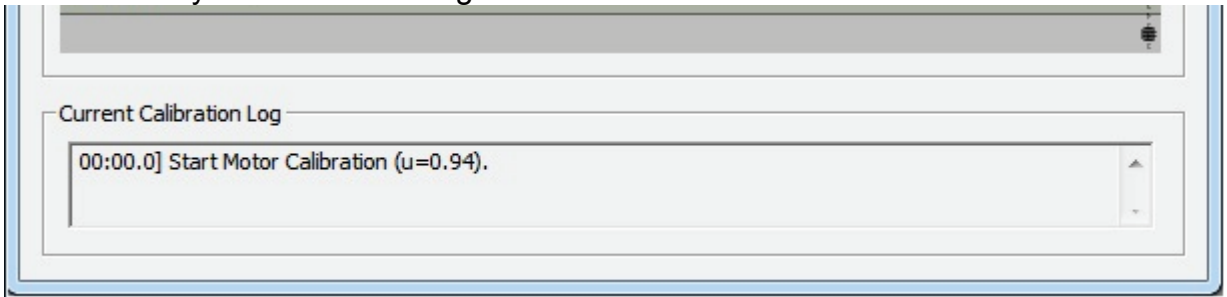 Current Calibration Log
00:00.0] Start Motor Calibration (u=0.94).